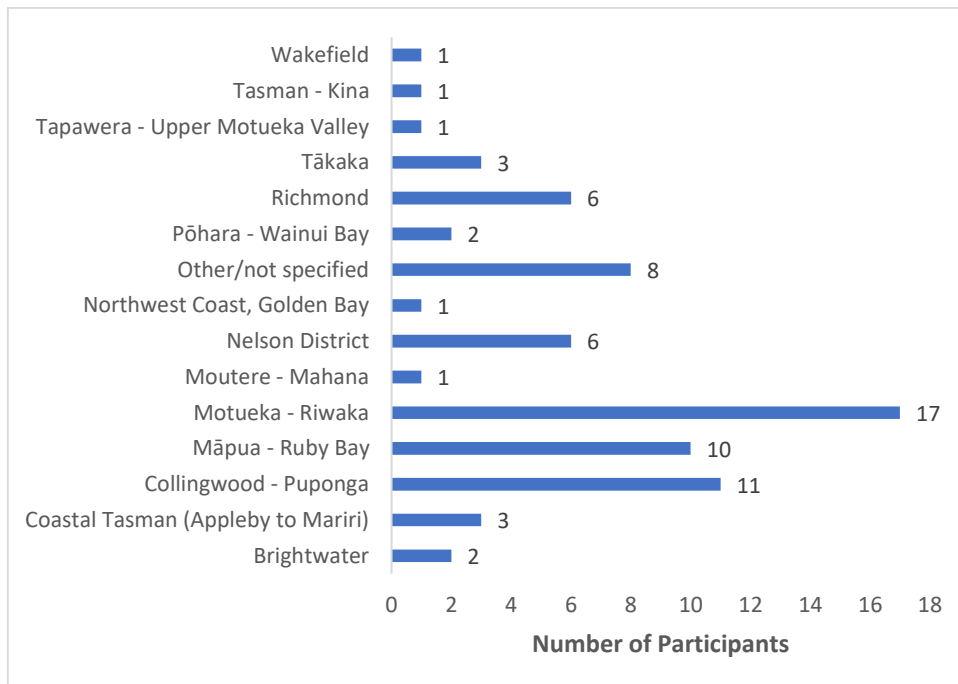 Wakefield 1
Tasman - Kina 1
Tapawera - Upper Motueka Valley 1
Tākaka 3
Richmond 6
Pōhara - Wainui Bay 2
Other/not specified 8
Northwest Coast, Golden Bay 1
Nelson District 6
Moutere - Mahana 1
Motueka - Riwaka 17
Māpua - Ruby Bay 10
Collingwood - Puponga 11
Coastal Tasman (Appleby to Mariri) 3
Brightwater 2
0 2 4 6 8 10 12 14 16 18
Number of Participants